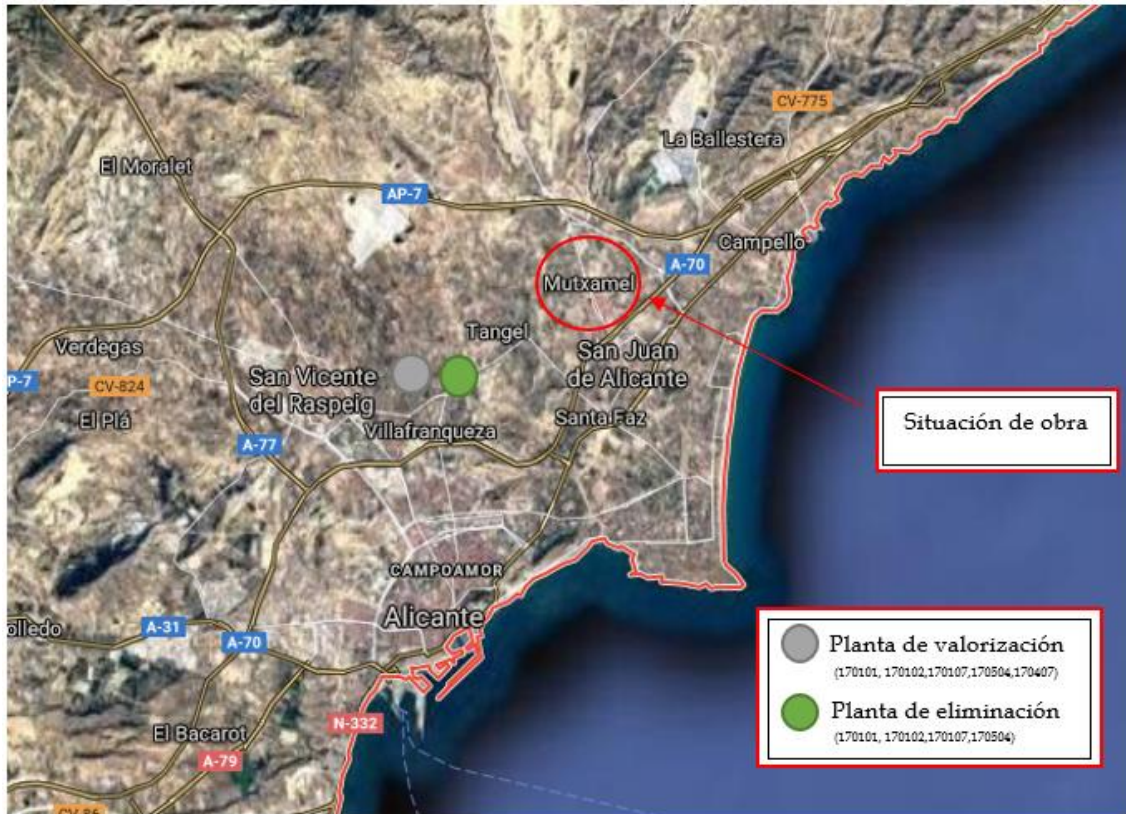 CV-775
La Ballestera
El Moralet
AP-7
Campello
A-70
Mutxamel
Tangel
Verdegas
San Juan
de Alicante
P-7
CV-824
San Vicente
del Raspeig
El Plá
Santa Faz
Villafranqueza
A-77
Situación de obra
CAMPOAMOR
Alicante
olledo
A-31
A-70
N-332
El Bacarot
A-79
CV-86
Planta de valorización
(170101, 170102,170107,170504,170407)
Planta de eliminación
(170101, 170102,170107,170504)